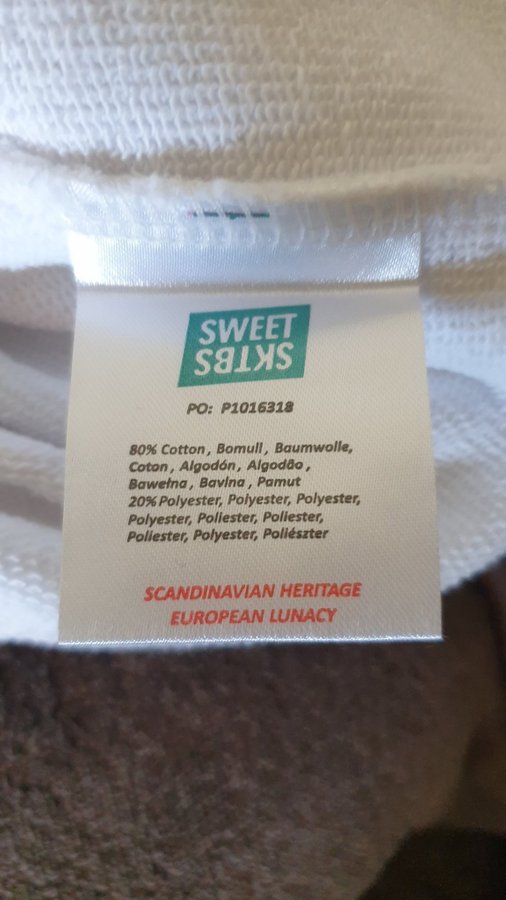 SWEET
SKTBS
PO: P1016318
80% Cotton, Bomull, Baumwolle,
Coton, Algodón, Algodão,
Bawełna, Bavlna, Pamut
20% Polyester, Polyester, Polyester,
Polyester, Poliester, Poliester,
Poliester, Polyester, Poliészter
SCANDINAVIAN HERITAGE
EUROPEAN LUNACY